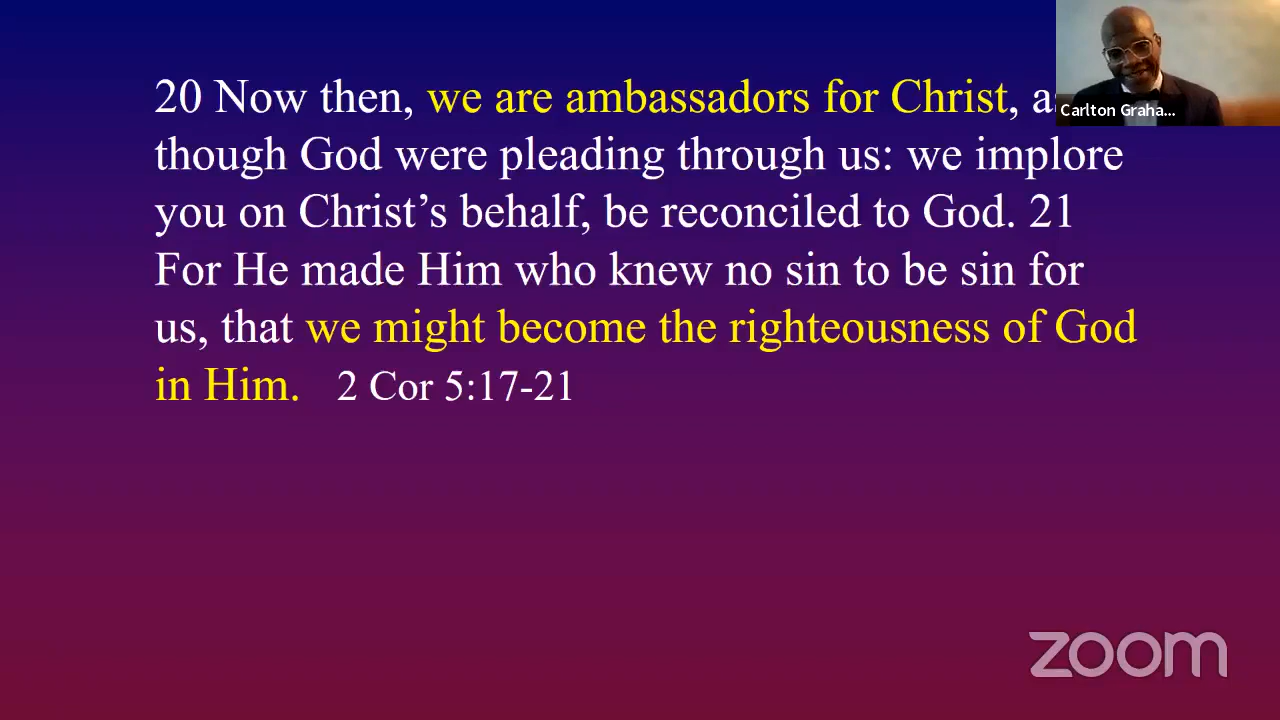 20 Now then, we are ambassadors for Christ, as
though God were pleading through us: we implore
you on Christ’s behalf, be reconciled to God. 21
For He made Him who knew no sin to be sin for
us, that we might become the righteousness of God
in Him. 2 Cor 5:17-21
Carlton Graha...
zoom